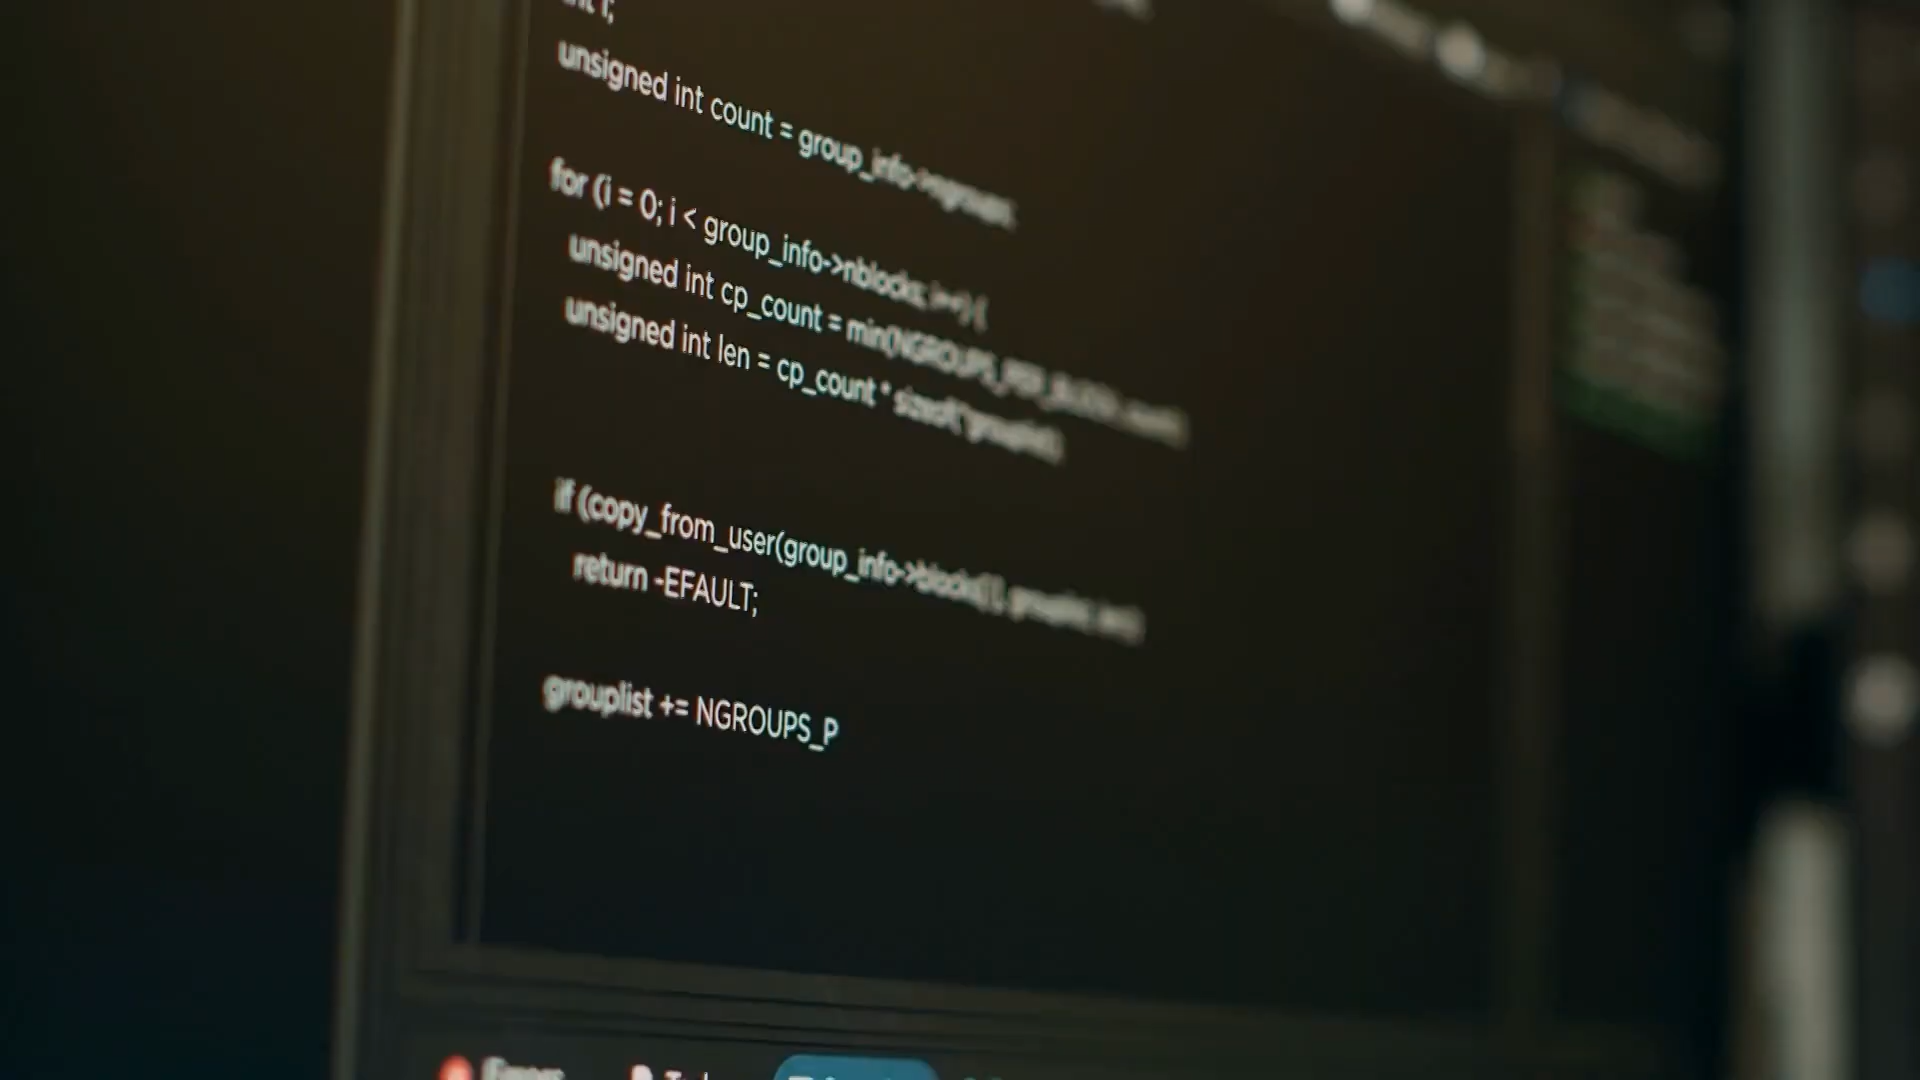 unsigned int count = group_info->ngroups;
for (i = 0; i < group_info->nblocks; i++) {
unsigned int cp_count = min(NGROUPS_PER_BLOCK, count);
unsigned int len = cp_count * sizeof(*grouplist);
if (copy_from_user(group_info->blocks[i], grouplist, len))
return -EFAULT;
grouplist += NGROUPS_P